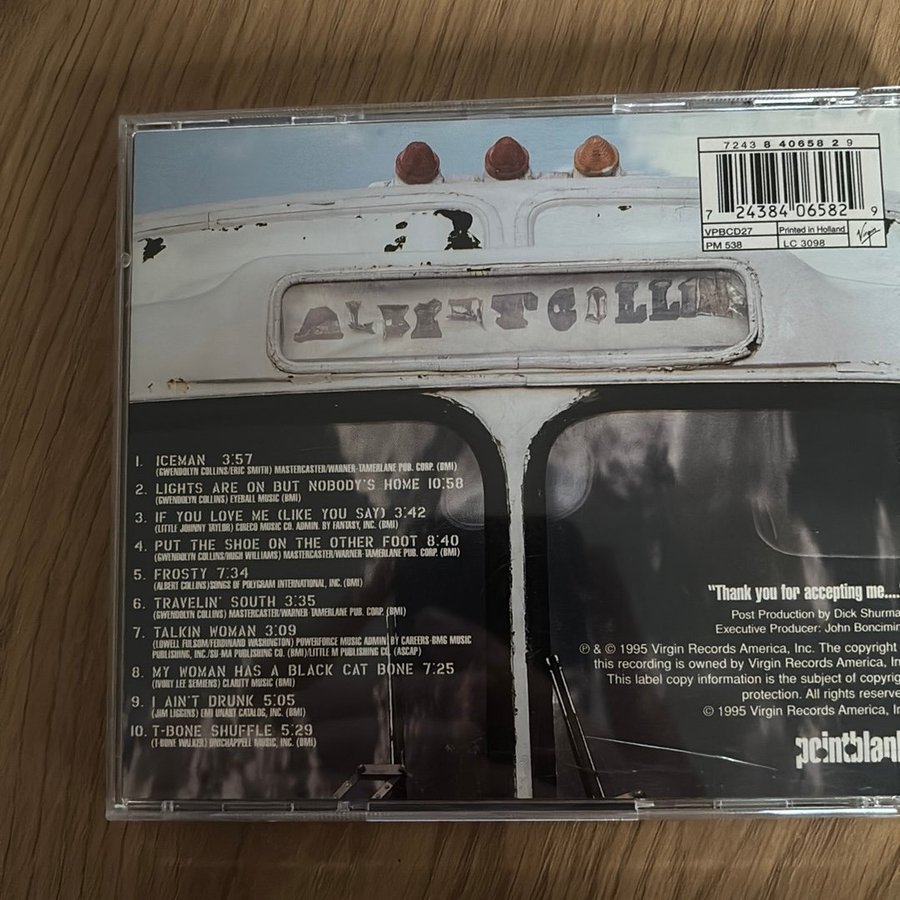 7243 8 40658 2 9
7 24384 06582 9
VPBCD27 Printed in Holland Virgin
PM 538 LC 3098
ALBERT COLLI
1. ICEMAN 3:57
(GWENDOLYN COLLINS/ERIC SMITH) MASTERCASTER/WARNER-TAMERLANE PUB. CORP. (BMI)
2. LIGHTS ARE ON BUT NOBODY'S HOME 10:58
(GWENDOLYN COLLINS) EYEBALL MUSIC (BMI)
3. IF YOU LOVE ME (LIKE YOU SAY) 3:42
(LITTLE JOHNNY TAYLOR) CIRECO MUSIC CO. ADMIN. BY FANTASY, INC. (BMI)
4. PUT THE SHOE ON THE OTHER FOOT 8:40
(GWENDOLYN COLLINS/HUGH WILLIAMS) MASTERCASTER/WARNER-TAMERLANE PUB. CORP. (BMI)
5. FROSTY 7:34
(ALBERT COLLINS)SONGS OF POLYGRAM INTERNATIONAL, INC. (BMI)
6. TRAVELIN' SOUTH 3:35
(GWENDOLYN COLLINS) MASTERCASTER/WARNER-TAMERLANE PUB. CORP. (BMI)
7. TALKIN WOMAN 3:09
(LOWELL FULSOM/FERDINAND WASHINGTON) POWERFORCE MUSIC ADMIN. BY CAREERS-BMG MUSIC
PUBLISHING, INC./SU-MA PUBLISHING CO. (BMI)/LITTLE M PUBLISHING CO. (ASCAP)
8. MY WOMAN HAS A BLACK CAT BONE 7:25
(IVORY LEE SEMIENS) CLARITY MUSIC (BMI)
9. I AIN'T DRUNK 5:05
(JIM LIGGINS) EMI UNART CATALOG, INC. (BMI)
10. T-BONE SHUFFLE 5:29
(T-BONE WALKER) UNICHAPPELL MUSIC, INC. (BMI)
"Thank you for accepting me....
Post Production by Dick Shurma
Executive Producer: John Boncimin
℗ & © 1995 Virgin Records America, Inc. The copyright
this recording is owned by Virgin Records America, In
This label copy information is the subject of copyrig
protection. All rights reserve
© 1995 Virgin Records America, In
pointblank